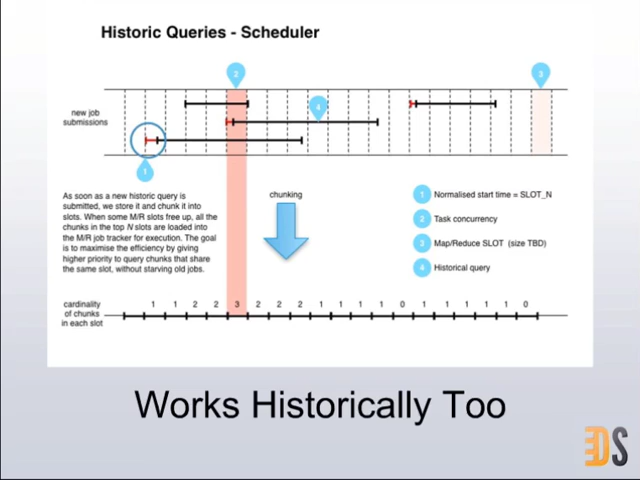 Historic Queries - Scheduler
2
3
4
new job
submissions
1
As soon as a new historic query is
submitted, we store it and chunk it into
slots. When some M/R slots free up, all the
chunks in the top N slots are loaded into
the M/R job tracker for execution. The goal
is to maximise the efficiency by giving
higher priority to query chunks that share
the same slot, without starving old jobs.
chunking
1 Normalised start time = SLOT_N
2 Task concurrency
3 Map/Reduce SLOT (size TBD)
4 Historical query
cardinality
of chunks
in each slot
1 1 2 2 3 2 2 2 1 1 1 1 0 1 1 1 1 1 0
Works Historically Too
3DS